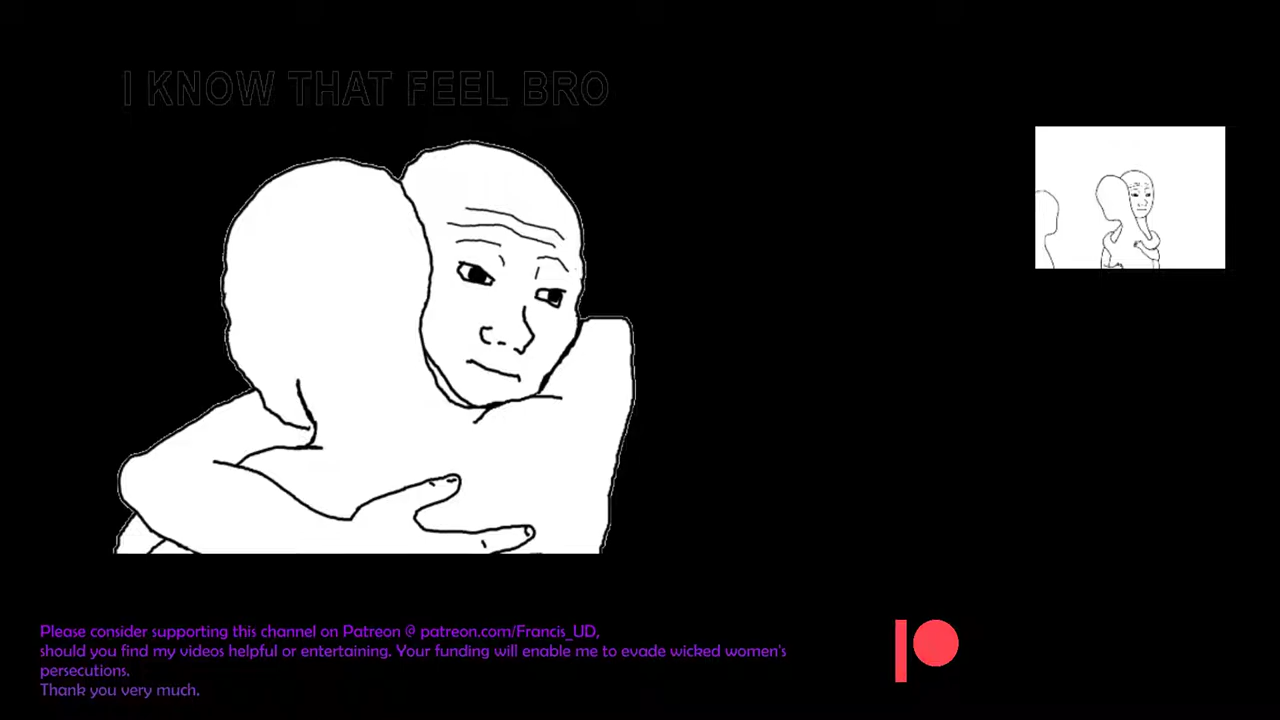 I KNOW THAT FEEL BRO
Please consider supporting this channel on Patreon @ patreon.com/Francis_UD,
should you find my videos helpful or entertaining. Your funding will enable me to evade wicked women's
persecutions.
Thank you very much.